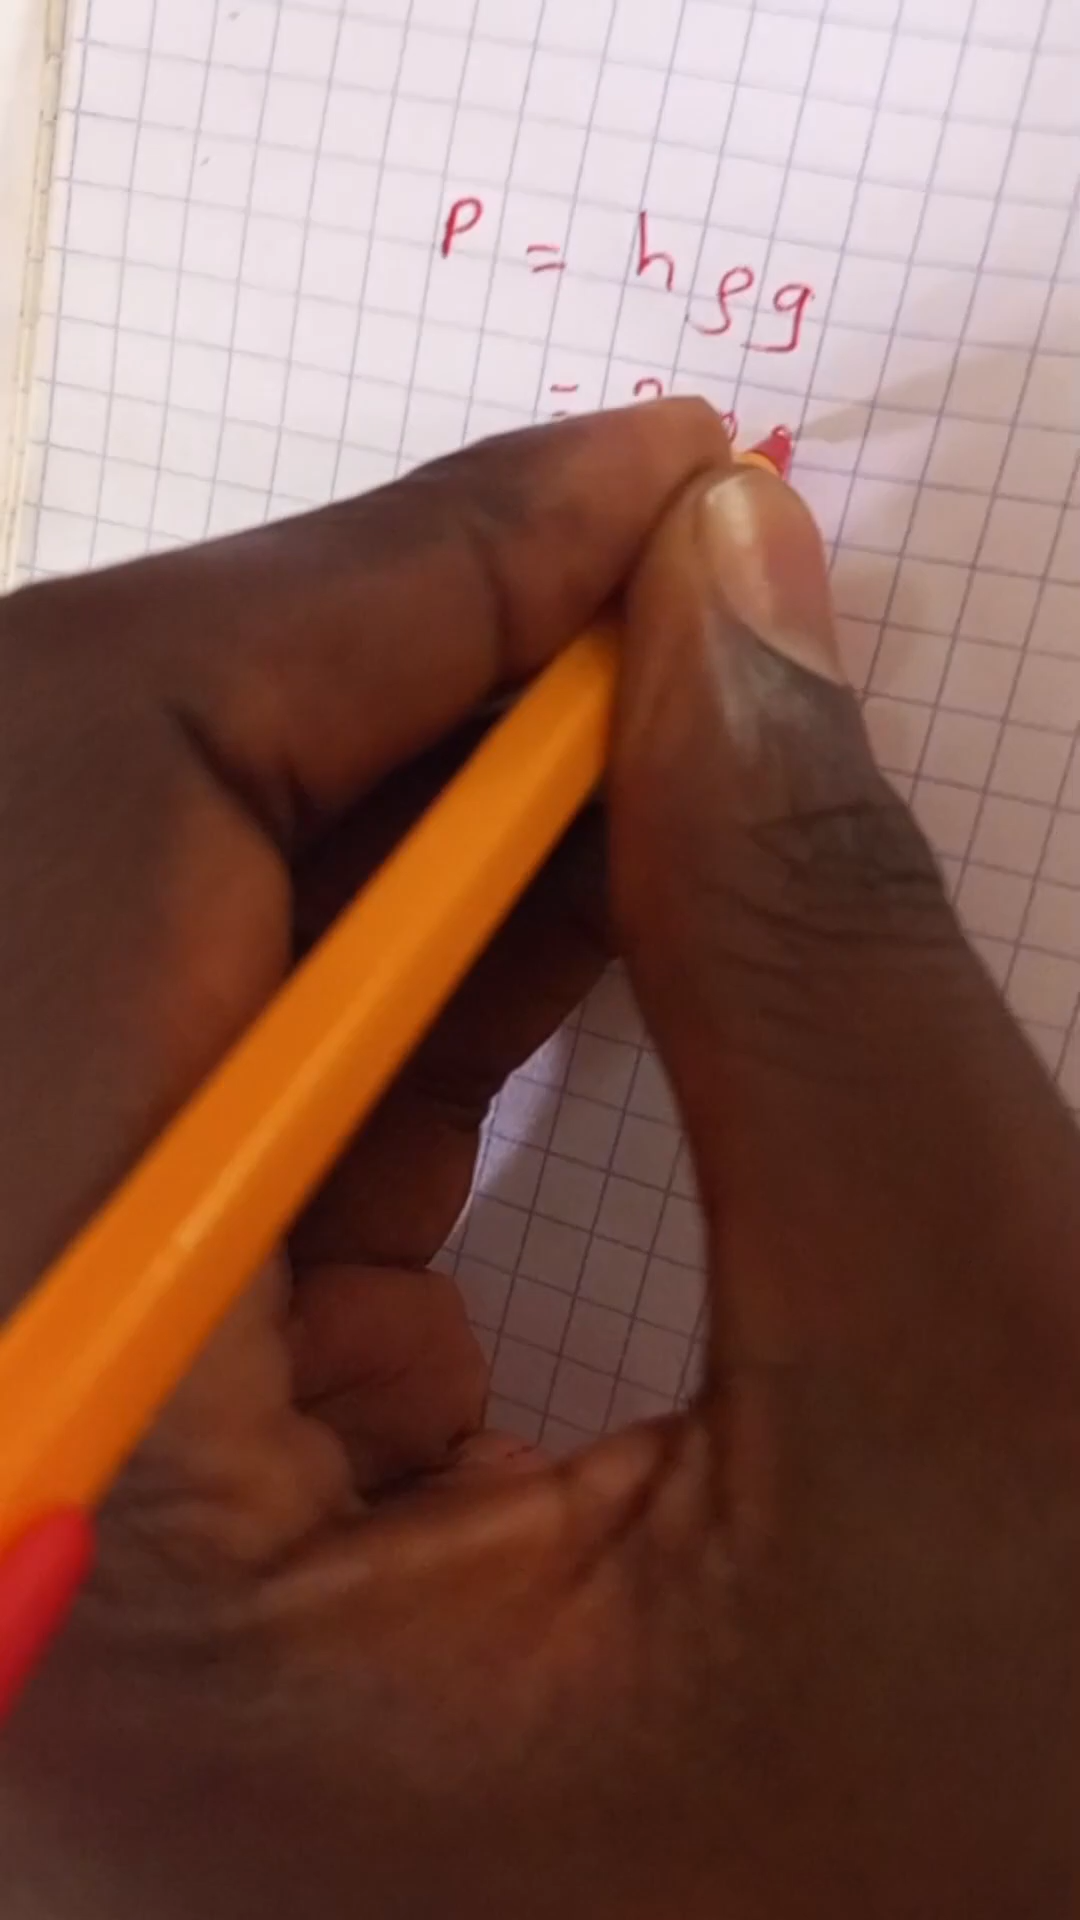 P = hρg
=